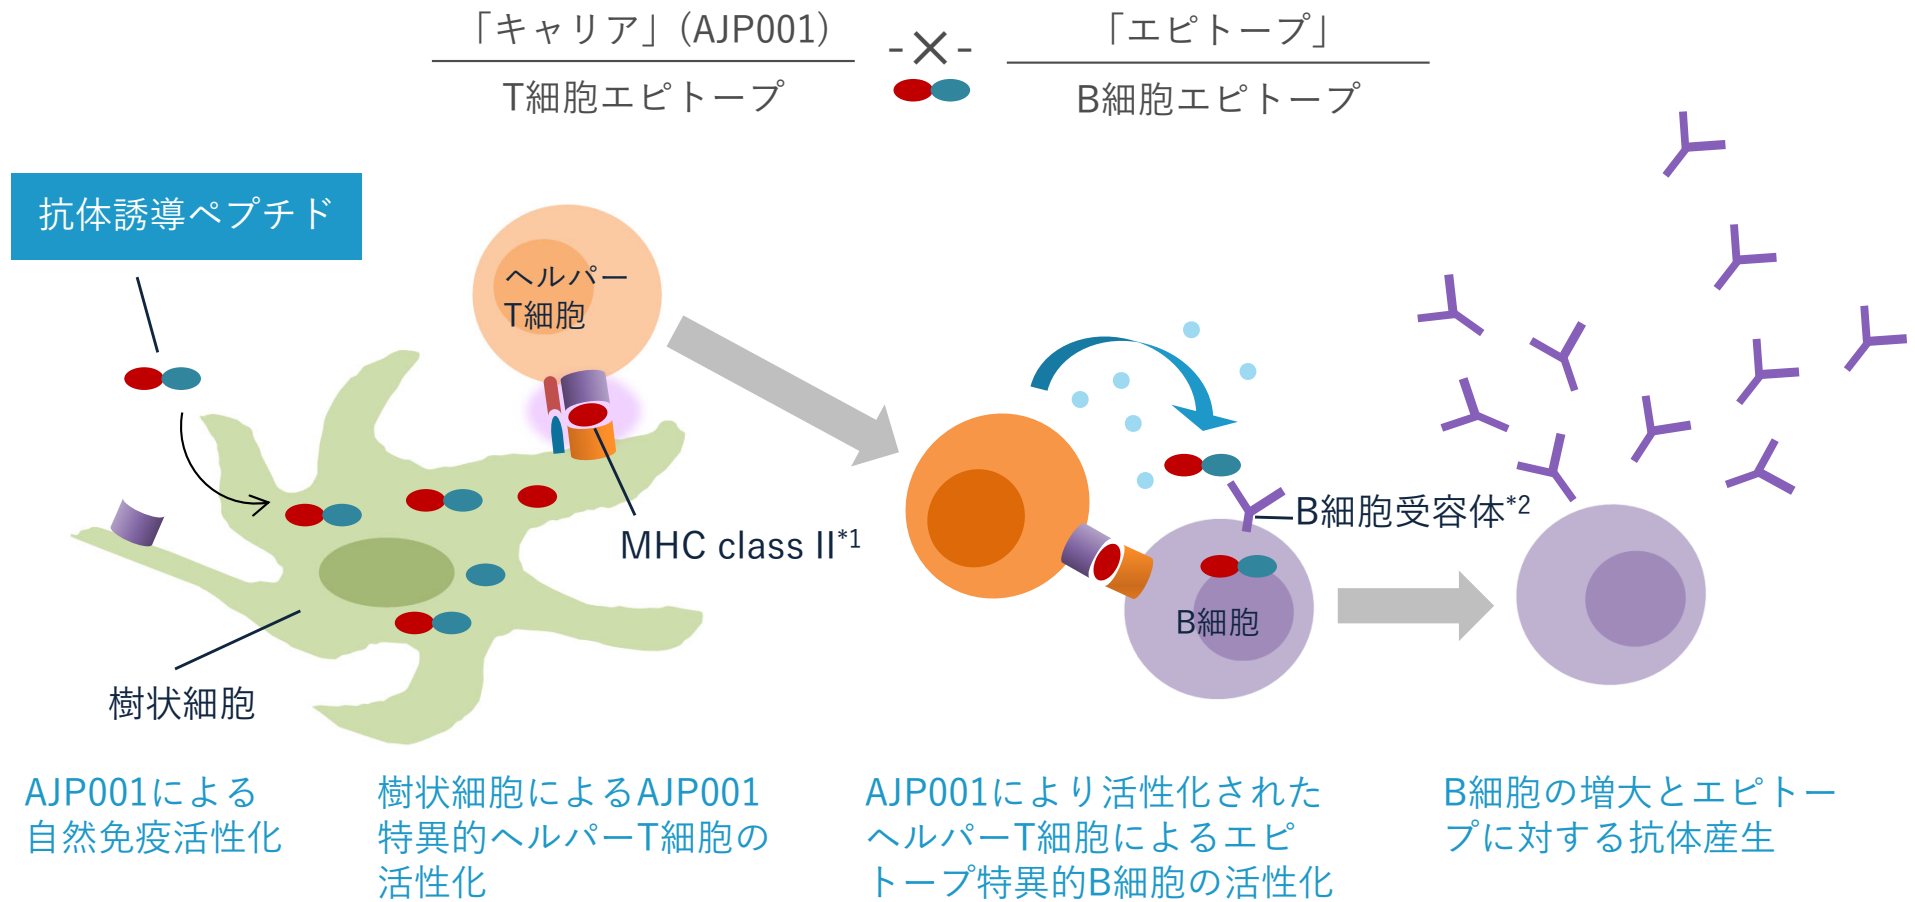 「キャリア」(AJP001)
T細胞エピトープ
-×-
「エピトープ」
B細胞エピトープ
抗体誘導ペプチド
ヘルパー
T細胞
MHC class II*1
樹状細胞
B細胞受容体*2
B細胞
AJP001による
自然免疫活性化
樹状細胞によるAJP001
特異的ヘルパーT細胞の
活性化
AJP001により活性化された
ヘルパーT細胞によるエピ
トープ特異的B細胞の活性化
B細胞の増大とエピトー
プに対する抗体産生